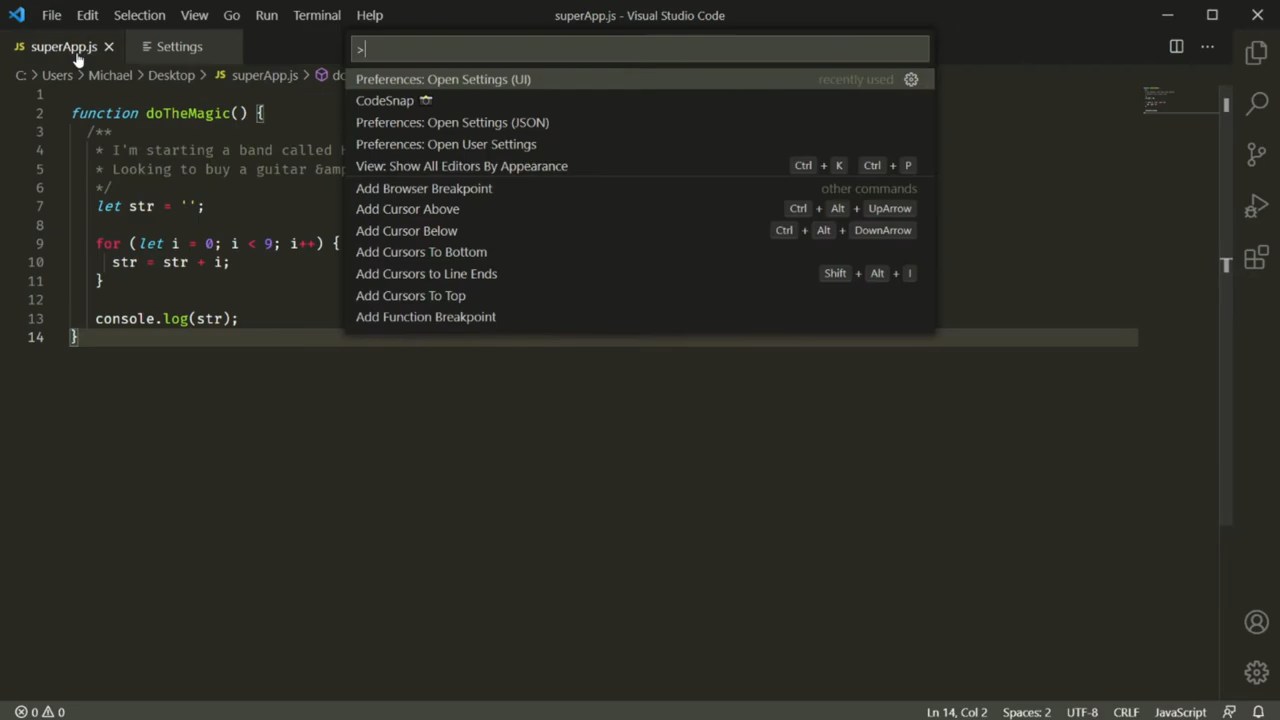 File Edit Selection View Go Run Terminal Help superApp.js - Visual Studio Code
JS superApp.js Settings
>
C: > Users > Michael > Desktop > JS superApp.js >
Preferences: Open Settings (UI) recently used
CodeSnap
Preferences: Open Settings (JSON)
Preferences: Open User Settings
View: Show All Editors By Appearance Ctrl + K Ctrl + P
Add Browser Breakpoint other commands
Add Cursor Above Ctrl + Alt + UpArrow
Add Cursor Below Ctrl + Alt + DownArrow
Add Cursors To Bottom
Add Cursors to Line Ends Shift + Alt + I
Add Cursors To Top
Add Function Breakpoint
1
2 function doTheMagic() {
3 /**
4 * I'm starting a band called
5 * Looking to buy a guitar &amp
6 */
7 let str = '';
8
9 for (let i = 0; i < 9; i++) {
10 str = str + i;
11 }
12
13 console.log(str);
14 }
0 0 Ln 14, Col 2 Spaces: 2 UTF-8 CRLF JavaScript